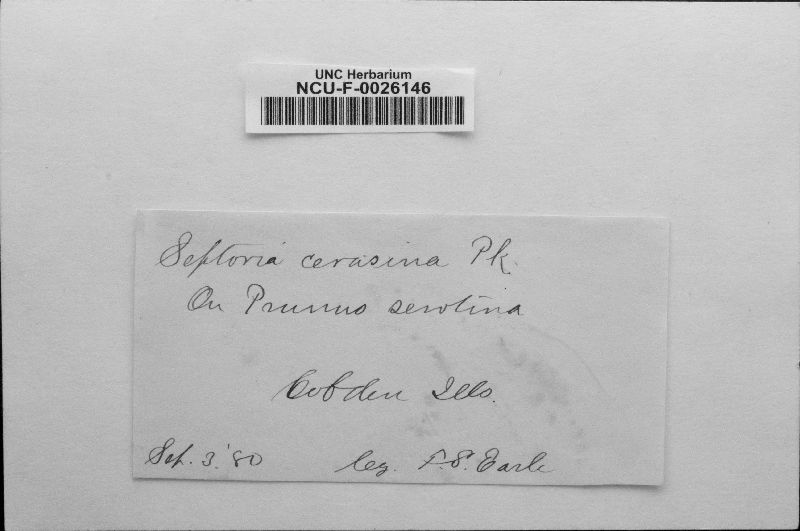 UNC Herbarium
NCU-F-0026146
Septoria cerasina Pk.
On Prunus serotina
Cobden Ills.
Sep. 3. '80 leg. F.S. Earle